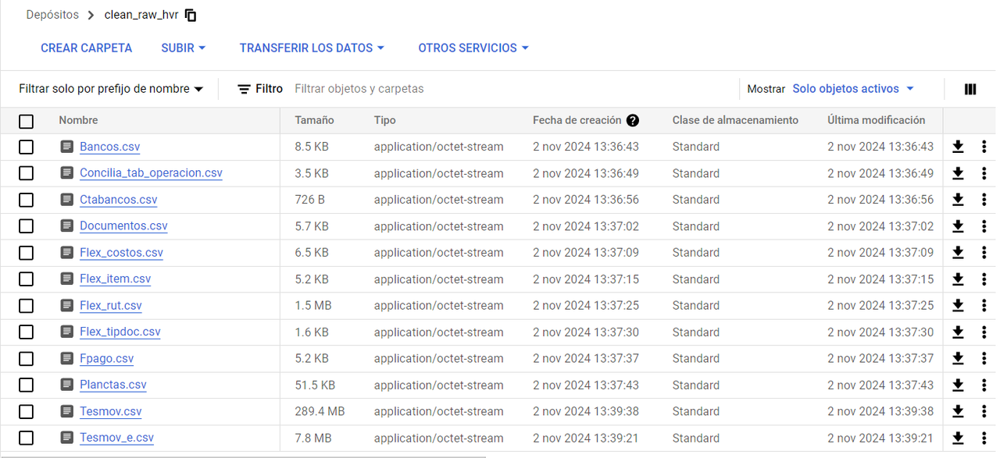 Depósitos > clean_raw_hvr
CREAR CARPETA SUBIR TRANSFERIR LOS DATOS OTROS SERVICIOS
Filtrar solo por prefijo de nombre Filtro Filtrar objetos y carpetas Mostrar Solo objetos activos
Nombre Tamaño Tipo Fecha de creación ? Clase de almacenamiento Última modificación
Bancos.csv 8.5 KB application/octet-stream 2 nov 2024 13:36:43 Standard 2 nov 2024 13:36:43
Concilia_tab_operacion.csv 3.5 KB application/octet-stream 2 nov 2024 13:36:49 Standard 2 nov 2024 13:36:49
Ctabancos.csv 726 B application/octet-stream 2 nov 2024 13:36:56 Standard 2 nov 2024 13:36:56
Documentos.csv 5.7 KB application/octet-stream 2 nov 2024 13:37:02 Standard 2 nov 2024 13:37:02
Flex_costos.csv 6.5 KB application/octet-stream 2 nov 2024 13:37:09 Standard 2 nov 2024 13:37:09
Flex_item.csv 5.2 KB application/octet-stream 2 nov 2024 13:37:15 Standard 2 nov 2024 13:37:15
Flex_rut.csv 1.5 MB application/octet-stream 2 nov 2024 13:37:25 Standard 2 nov 2024 13:37:25
Flex_tipdoc.csv 1.6 KB application/octet-stream 2 nov 2024 13:37:30 Standard 2 nov 2024 13:37:30
Fpago.csv 5.2 KB application/octet-stream 2 nov 2024 13:37:37 Standard 2 nov 2024 13:37:37
Planctas.csv 51.5 KB application/octet-stream 2 nov 2024 13:37:43 Standard 2 nov 2024 13:37:43
Tesmov.csv 289.4 MB application/octet-stream 2 nov 2024 13:39:38 Standard 2 nov 2024 13:39:38
Tesmov_e.csv 7.8 MB application/octet-stream 2 nov 2024 13:39:21 Standard 2 nov 2024 13:39:21